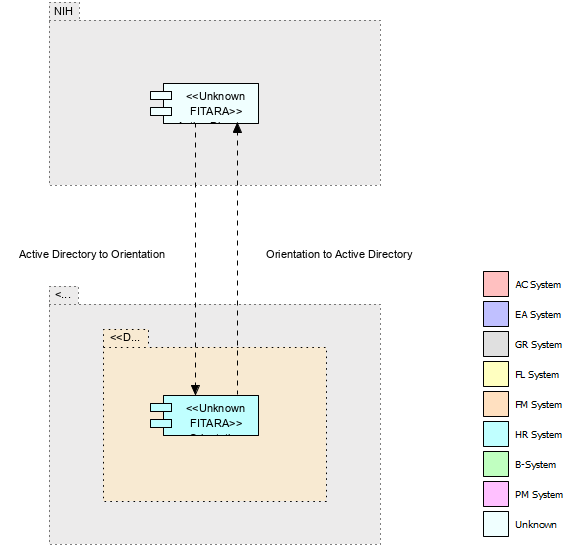 NIH
<<Unknown
FITARA>>
Active Directory to Orientation
Orientation to Active Directory
<...
<<D...
<<Unknown
FITARA>>
AC System
EA System
GR System
FL System
FM System
HR System
B-System
PM System
Unknown